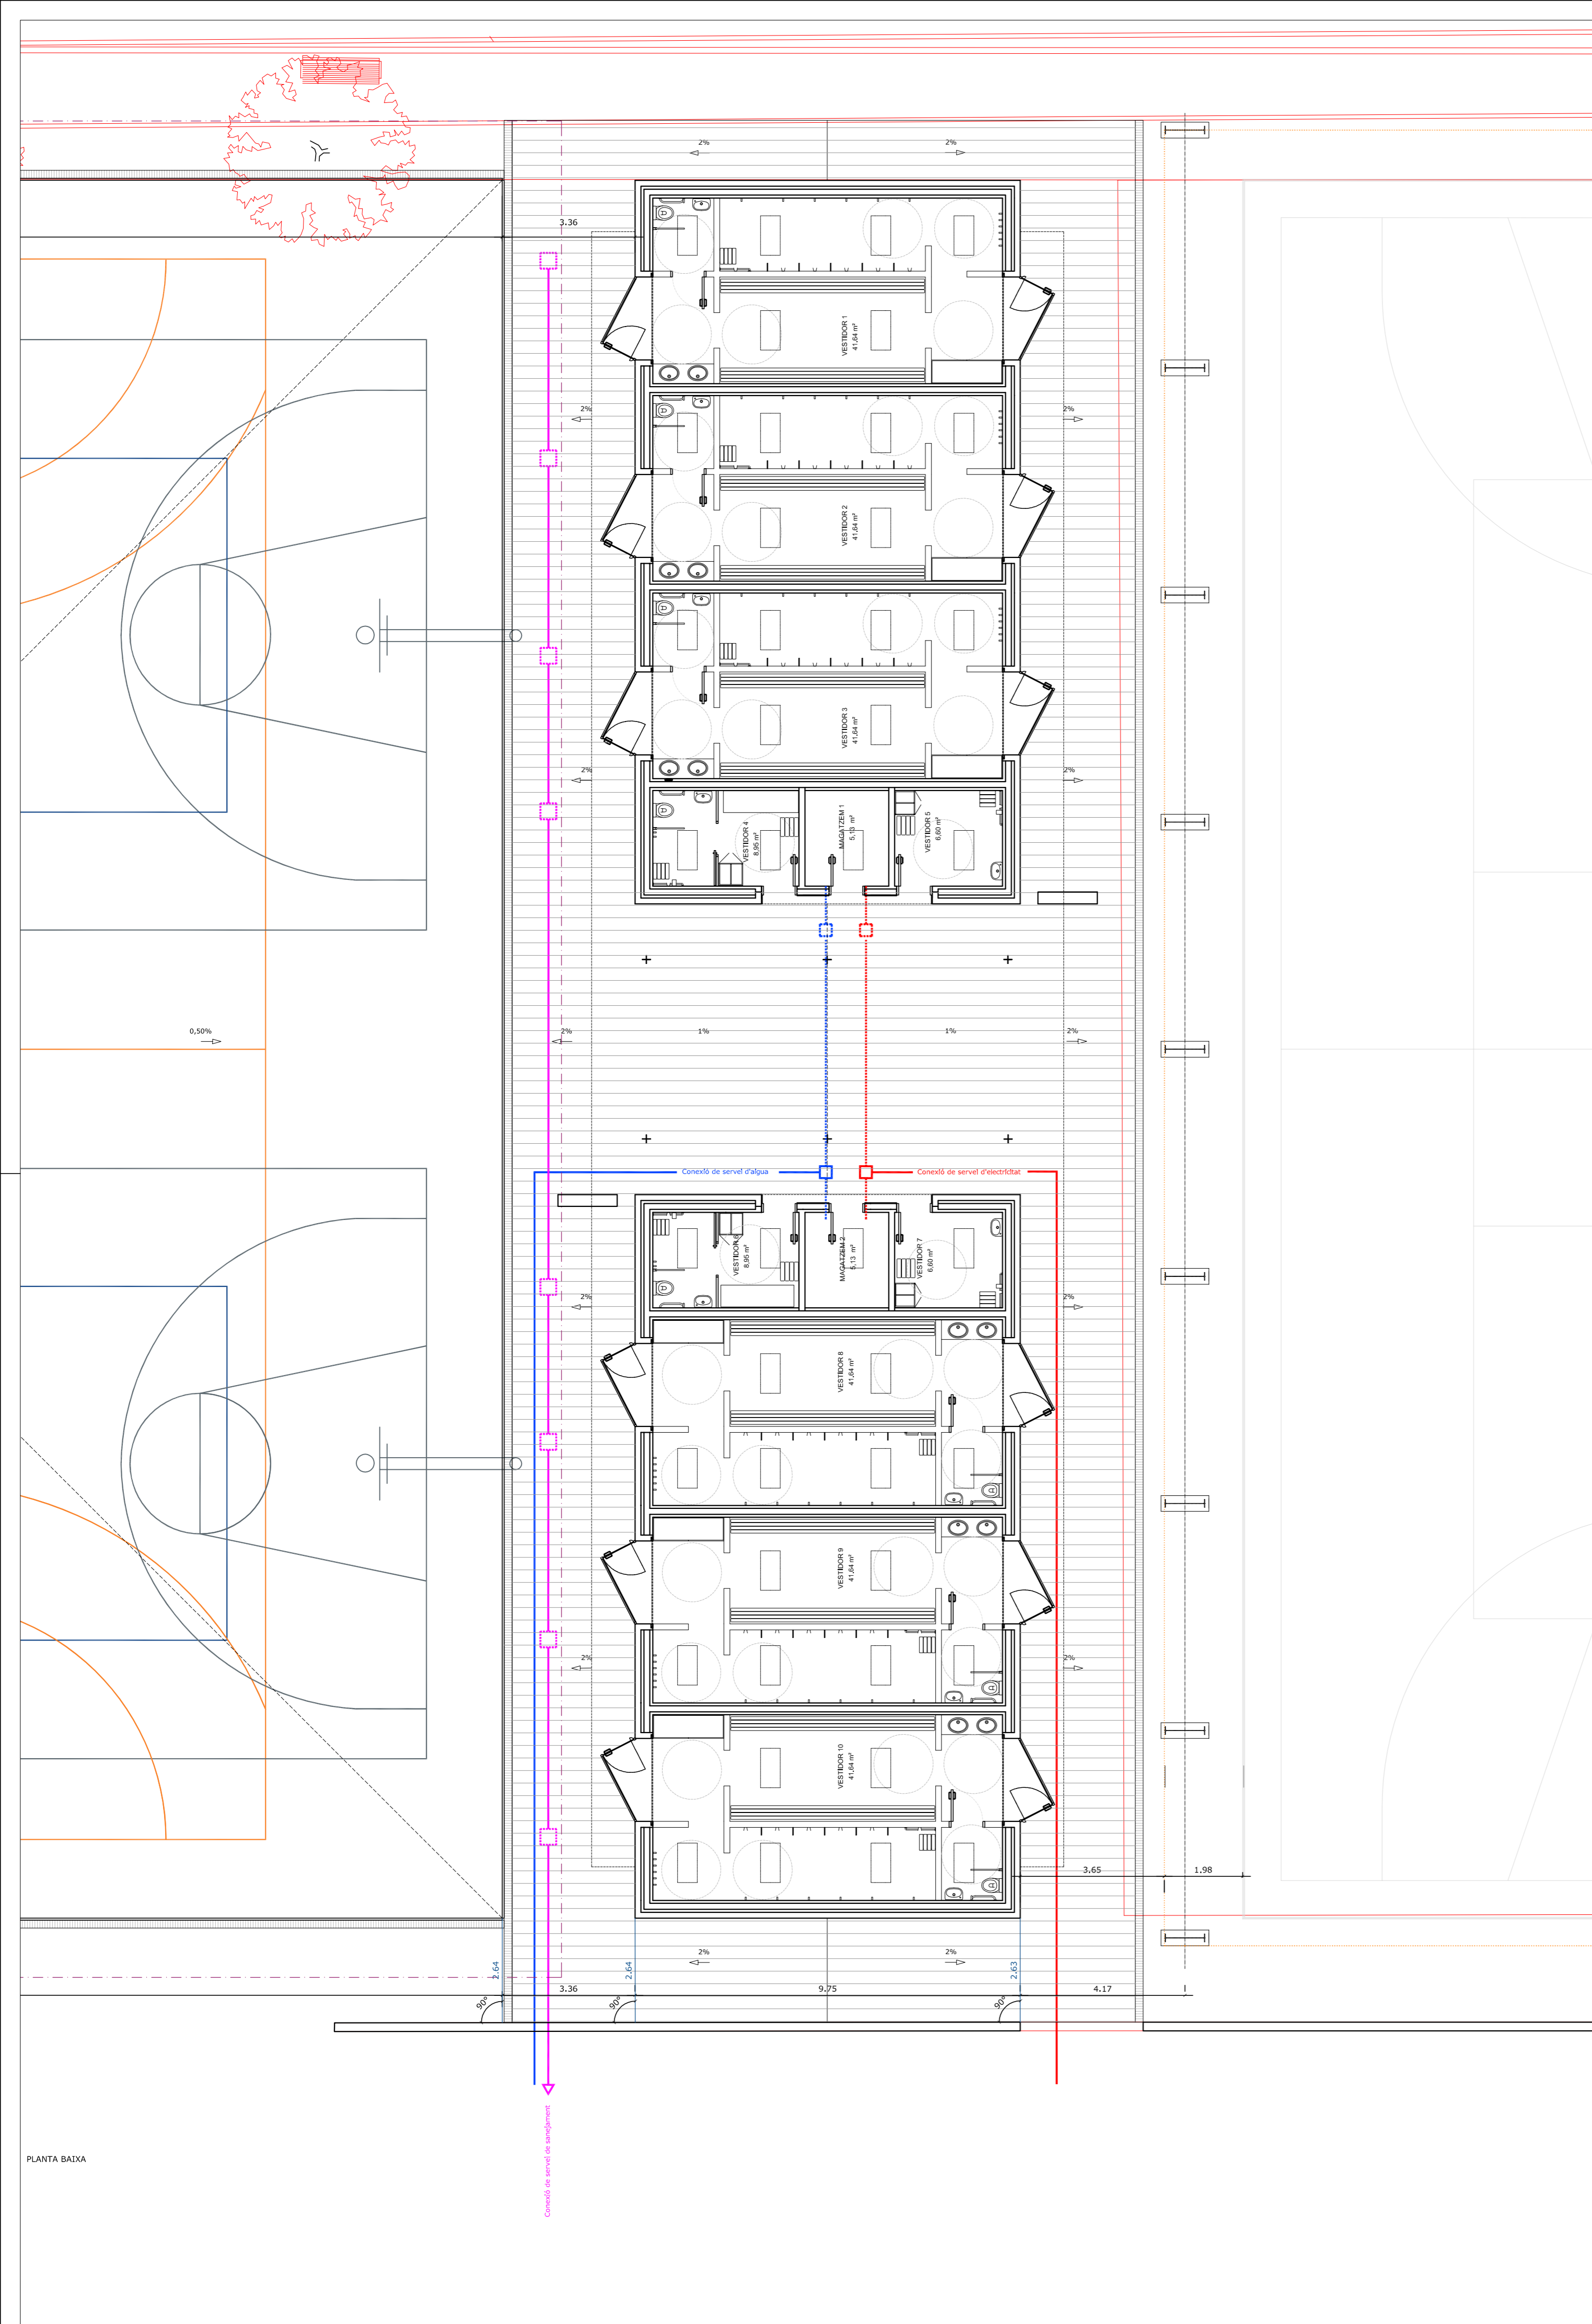 2%
2%
3.36
VESTIDOR 1
41,64 m²
2%
2%
VESTIDOR 2
41,64 m²
VESTIDOR 3
41,64 m²
2%
2%
VESTIDOR 4
8,95 m²
MAGATZEM 1
5,13 m²
VESTIDOR 5
6,60 m²
0,50%
2%
1%
1%
2%
Conexió de servei d'aigua
Conexió de servei d'electricitat
VESTIDOR 6
8,95 m²
MAGATZEM 2
5,13 m²
VESTIDOR 7
6,60 m²
2%
2%
VESTIDOR 8
41,64 m²
VESTIDOR 9
41,64 m²
2%
2%
VESTIDOR 10
41,64 m²
3.65
1.98
2%
2%
2.64
2.64
2.63
3.36
9.75
4.17
90°
90°
90°
Conexió de servei de sanejament
PLANTA BAIXA